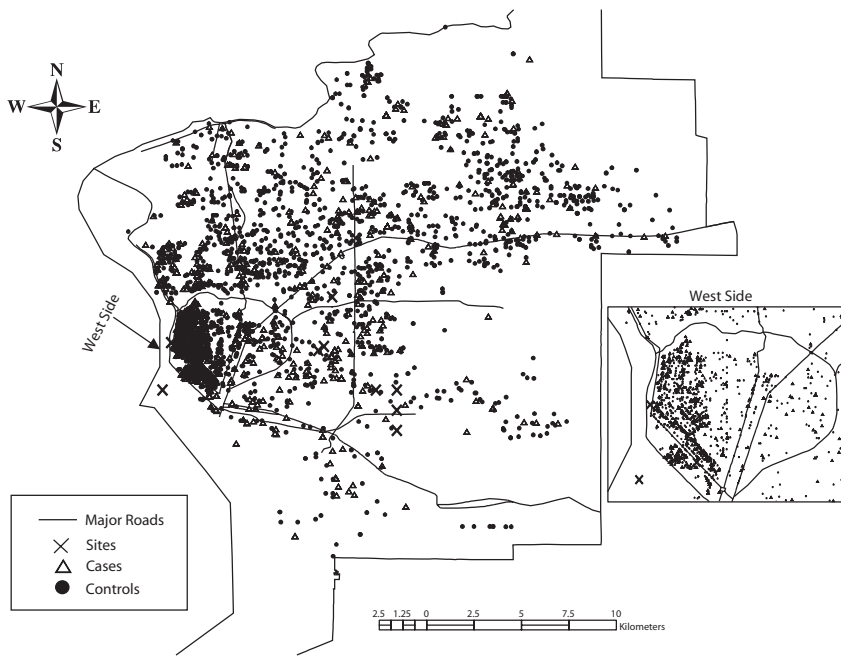 N
W E
S
West Side
West Side
Major Roads
Sites
Cases
Controls
2.5 1.25 0 2.5 5 7.5 10
Kilometers